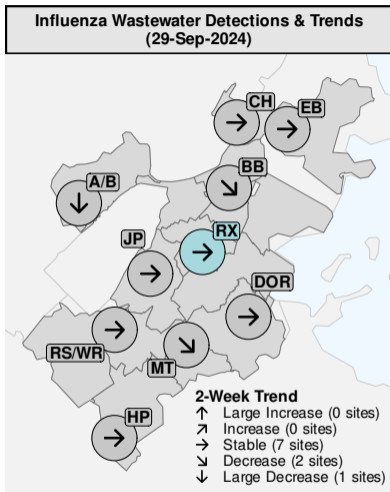 Influenza Wastewater Detections & Trends
(29-Sep-2024)
CH
EB
BB
A/B
RX
JP
DOR
RS/WR
MT
HP
2-Week Trend
↑ Large Increase (0 sites)
↗ Increase (0 sites)
→ Stable (7 sites)
↘ Decrease (2 sites)
↓ Large Decrease (1 sites)